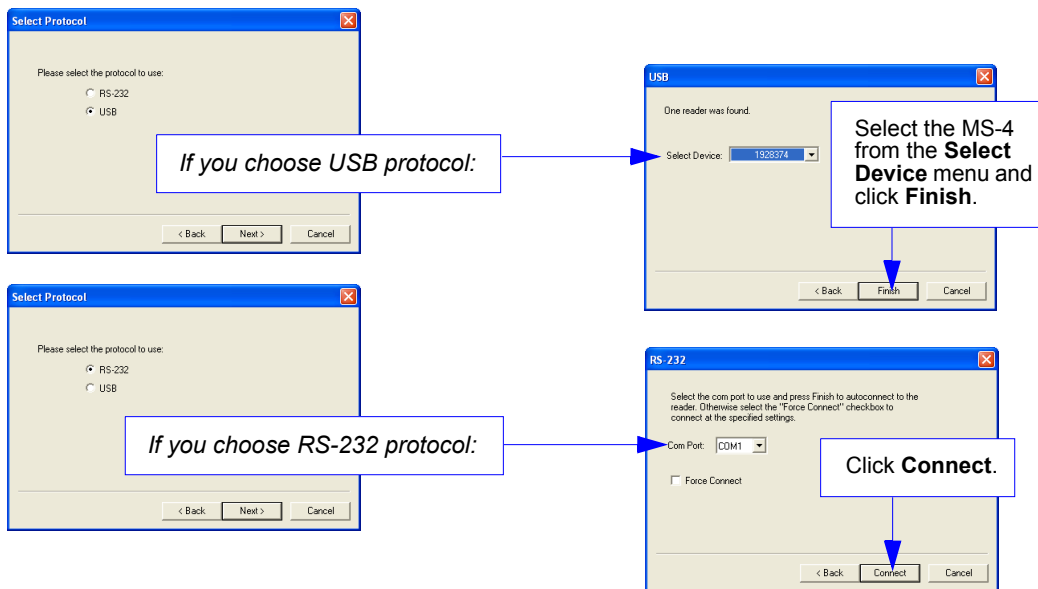 Select Protocol
Please select the protocol to use:
RS-232
USB
If you choose USB protocol:
< Back Next > Cancel
USB
One reader was found.
Select Device: 1928374
Select the MS-4
from the Select
Device menu and
click Finish.
< Back Finish Cancel
Select Protocol
Please select the protocol to use:
RS-232
USB
If you choose RS-232 protocol:
< Back Next > Cancel
RS-232
Select the com port to use and press Finish to autoconnect to the
reader. Otherwise select the "Force Connect" checkbox to
connect at the specified settings.
Com Port: COM1
Force Connect
Click Connect.
< Back Connect Cancel